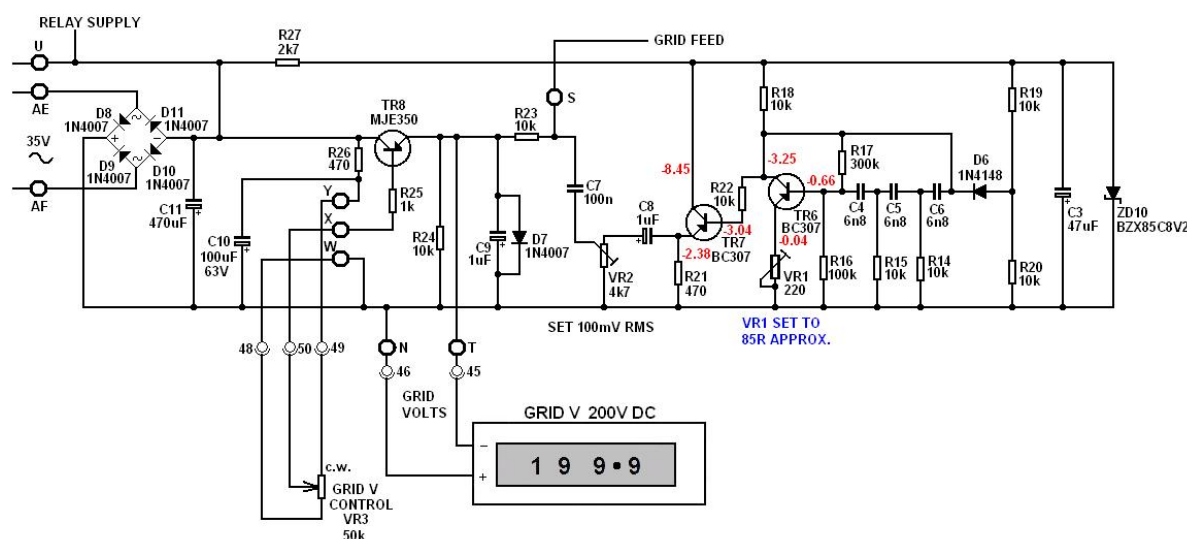 RELAY SUPPLY
U
R27
2k7
GRID FEED
AE
S
D8
1N4007
D11
1N4007
TR8
MJE350
R23
10k
R18
10k
R19
10k
35V
+
-
D9
1N4007
D10
1N4007
R26
470
R25
1k
C7
100n
-8.45
R22
10k
-3.25
-0.66
R17
300k
D6
1N4148
AF
C11
470uF
+
Y
X
W
C10
100uF
63V
+
R24
10k
C9
1uF
+
D7
1N4007
VR2
4k7
C8
1uF
+
-3.04
-2.38
TR7
BC307
R21
470
TR6
BC307
-0.04
VR1
220
C4
6n8
C5
6n8
C6
6n8
R16
100k
R15
10k
R14
10k
R20
10k
C3
47uF
+
ZD10
BZX85C8V2
SET 100mV RMS
VR1 SET TO
85R APPROX.
48
50
49
N
T
46
45
GRID
VOLTS
GRID V 200V DC
−
+
1 9 9•9
c.w.
GRID V
CONTROL
VR3
50k